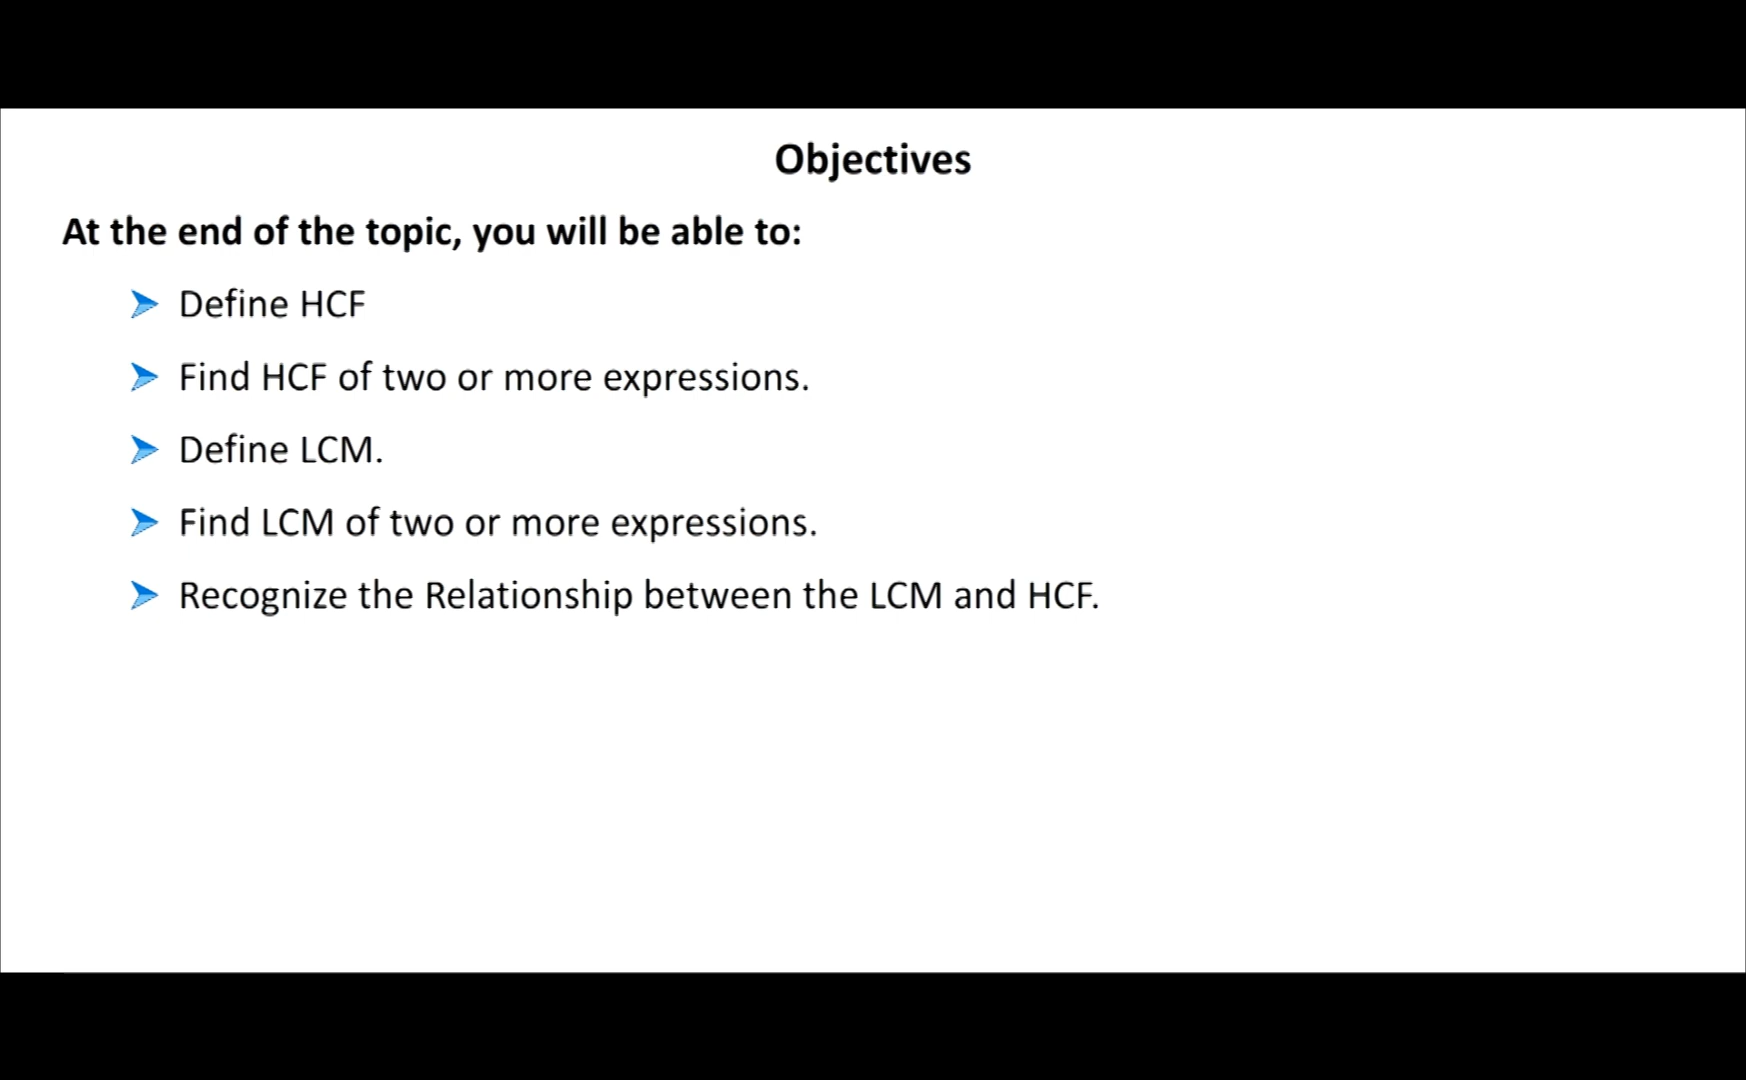 Objectives
At the end of the topic, you will be able to:
Define HCF
Find HCF of two or more expressions.
Define LCM.
Find LCM of two or more expressions.
Recognize the Relationship between the LCM and HCF.